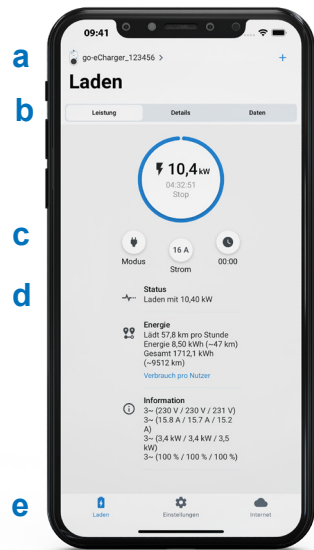 09:41
a
go-eCharger_123456 >
+
Laden
b
Leistung Details Daten
10,4 kW
04:32:51
Stop
c
16 A
Modus Strom 00:00
d
Status
Laden mit 10,40 kW
Energie
Lädt 57,8 km pro Stunde
Energie 8,50 kWh (~47 km)
Gesamt 1712,1 kWh
(~9512 km)
Verbrauch pro Nutzer
Information
3~ (230 V / 230 V / 231 V)
3~ (15.8 A / 15.7 A / 15.2
A)
3~ (3,4 kW / 3,4 kW / 3,5
kW)
3~ (100 % / 100 % / 100 %)
e
Laden Einstellungen Internet